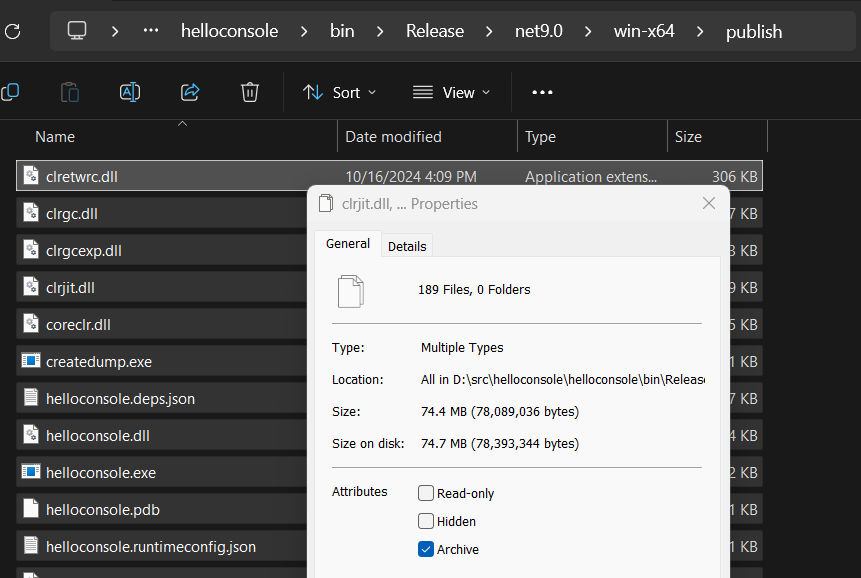 helloconsole > bin > Release > net9.0 > win-x64 > publish
Sort View
Name Date modified Type Size
clretwrc.dll 10/16/2024 4:09 PM Application extens... 306 KB
clrgc.dll 7 KB
clrgcexp.dll 3 KB
clrjit.dll 9 KB
coreclr.dll 5 KB
createdump.exe 1 KB
helloconsole.deps.json 7 KB
helloconsole.dll 4 KB
helloconsole.exe 2 KB
helloconsole.pdb 1 KB
helloconsole.runtimeconfig.json 1 KB
clrjit.dll, ... Properties
General Details
189 Files, 0 Folders
Type: Multiple Types
Location: All in D:\src\helloconsole\helloconsole\bin\Release
Size: 74.4 MB (78,089,036 bytes)
Size on disk: 74.7 MB (78,393,344 bytes)
Attributes Read-only
Hidden
Archive